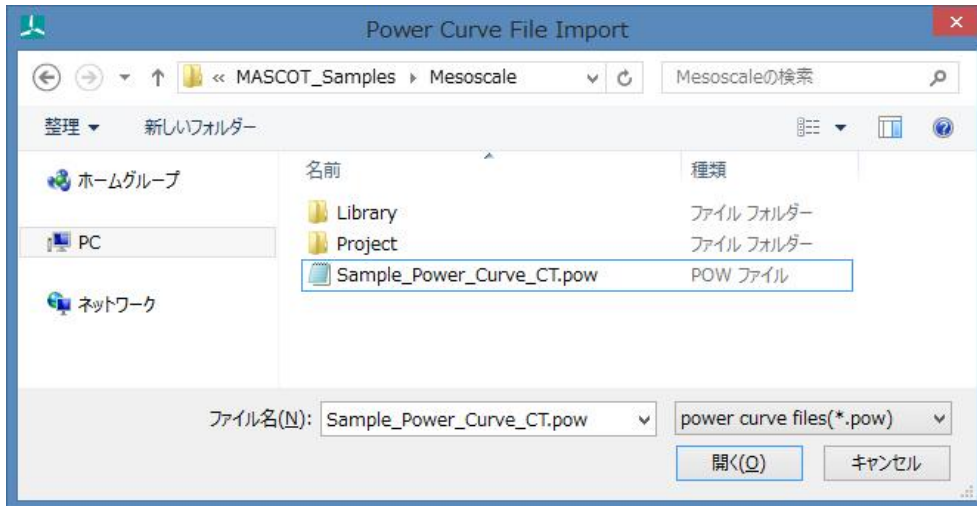 Power Curve File Import
« MASCOT_Samples Mesoscale
Mesoscaleの検索
整理 新しいフォルダー
名前 種類
ホームグループ
PC
ネットワーク
Library ファイル フォルダー
Project ファイル フォルダー
Sample_Power_Curve_CT.pow POW ファイル
ファイル名(N): Sample_Power_Curve_CT.pow power curve files(*.pow)
開く(O) キャンセル